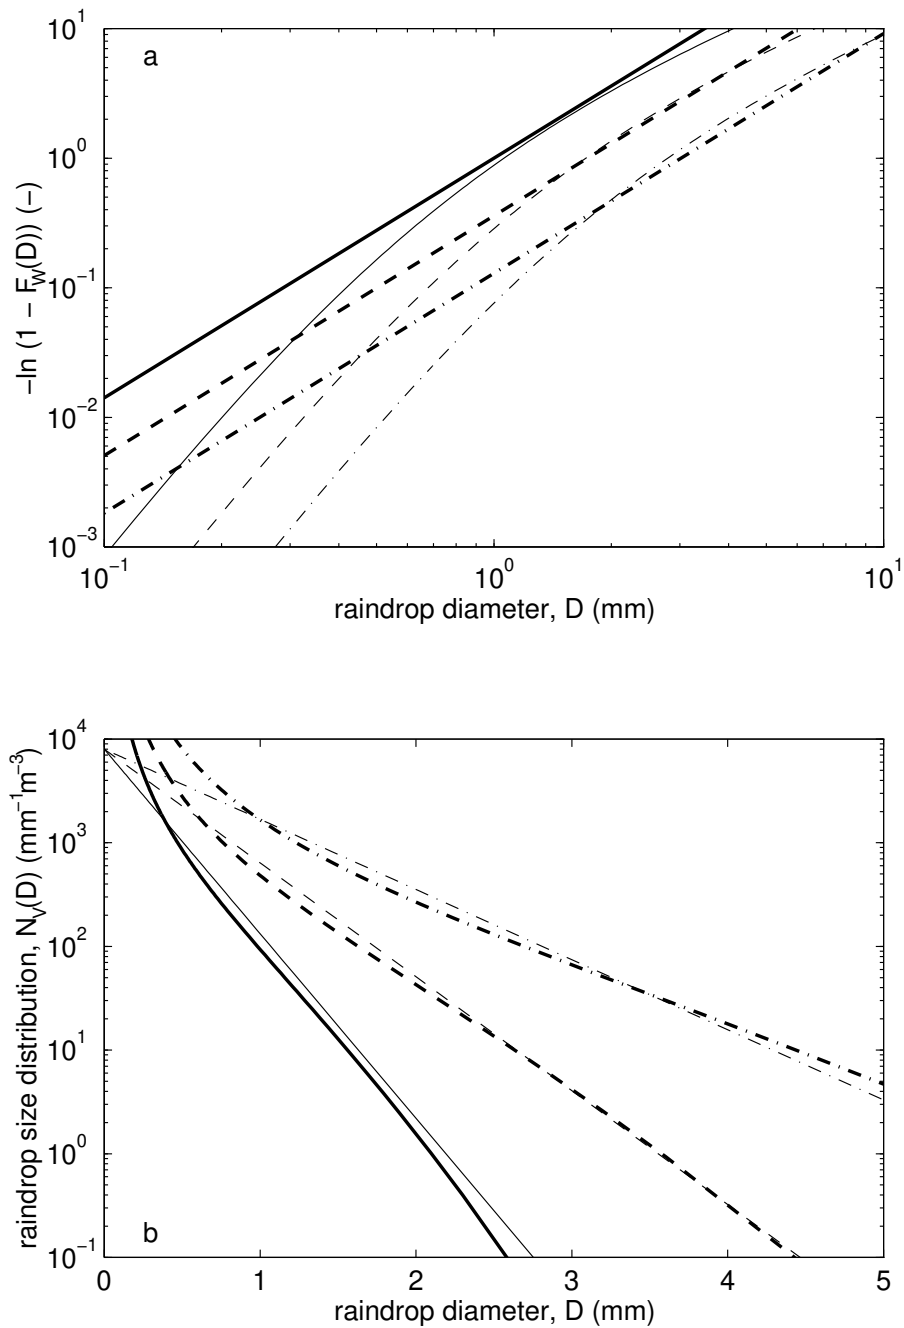 10^1
a
10^0
10^-1
10^-2
10^-3
−ln (1 − F_W(D)) (−)
10^-1 10^0 10^1
raindrop diameter, D (mm)
10^4
10^3
10^2
10^1
10^0
10^-1
raindrop size distribution, N_V(D) (mm^−1m^−3)
b
0 1 2 3 4 5
raindrop diameter, D (mm)